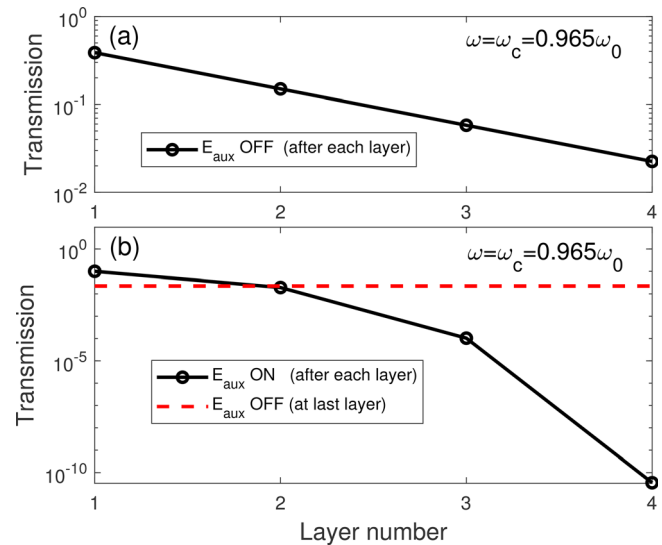 (a)
ω=ω_c=0.965ω_0
Transmission
10^0
10^-1
10^-2
E_aux OFF (after each layer)
1 2 3 4
(b)
ω=ω_c=0.965ω_0
Transmission
10^0
10^-5
10^-10
E_aux ON (after each layer)
E_aux OFF (at last layer)
1 2 3 4
Layer number